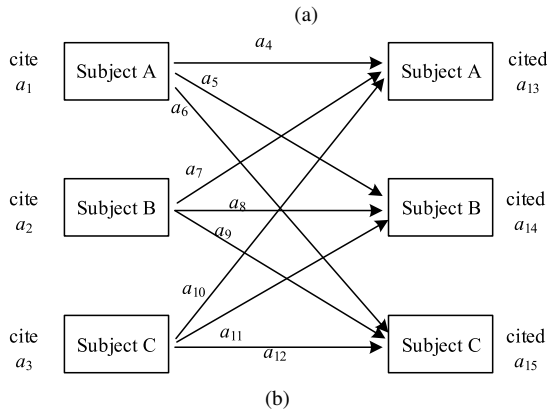 (a)
cite
a1
Subject A
a4
a5
a6
Subject A
cited
a13
cite
a2
Subject B
a7
a8
a9
Subject B
cited
a14
cite
a3
Subject C
a10
a11
a12
Subject C
cited
a15
(b)